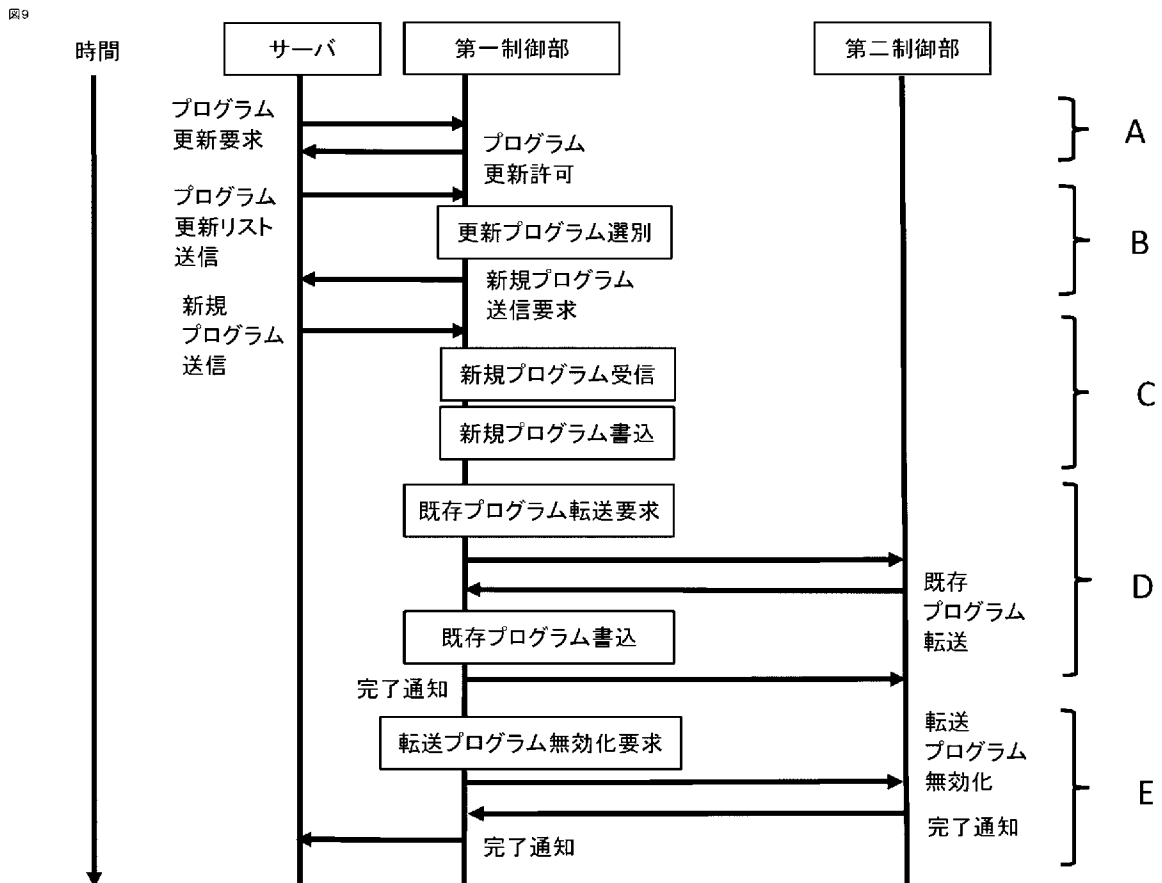 図9
時間
サーバ
第一制御部
第二制御部
プログラム
更新要求
プログラム
更新許可
A
プログラム
更新リスト
送信
更新プログラム選別
B
新規プログラム
送信要求
新規
プログラム
送信
新規プログラム受信
新規プログラム書込
C
既存プログラム転送要求
既存
プログラム
転送
D
既存プログラム書込
完了通知
転送プログラム無効化要求
転送
プログラム
無効化
E
完了通知
完了通知